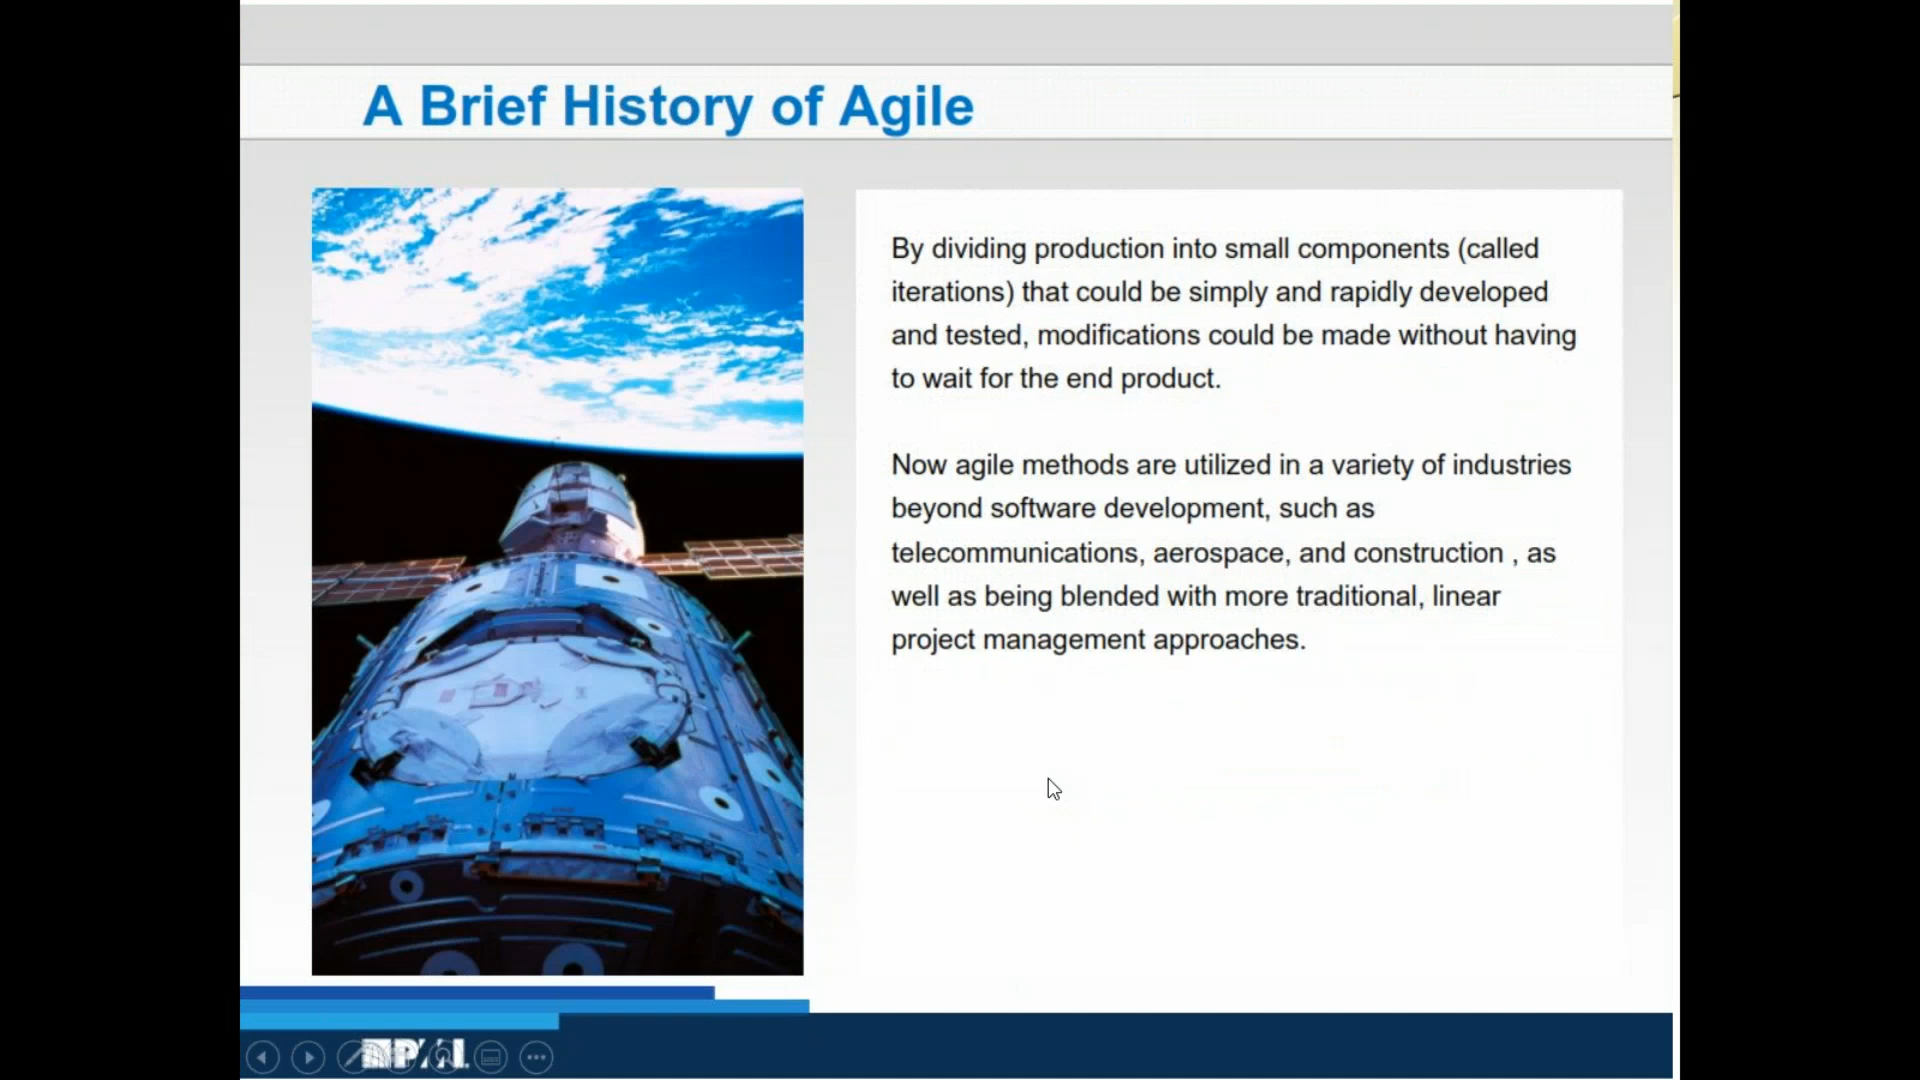 A Brief History of Agile
By dividing production into small components (called
iterations) that could be simply and rapidly developed
and tested, modifications could be made without having
to wait for the end product.
Now agile methods are utilized in a variety of industries
beyond software development, such as
telecommunications, aerospace, and construction , as
well as being blended with more traditional, linear
project management approaches.